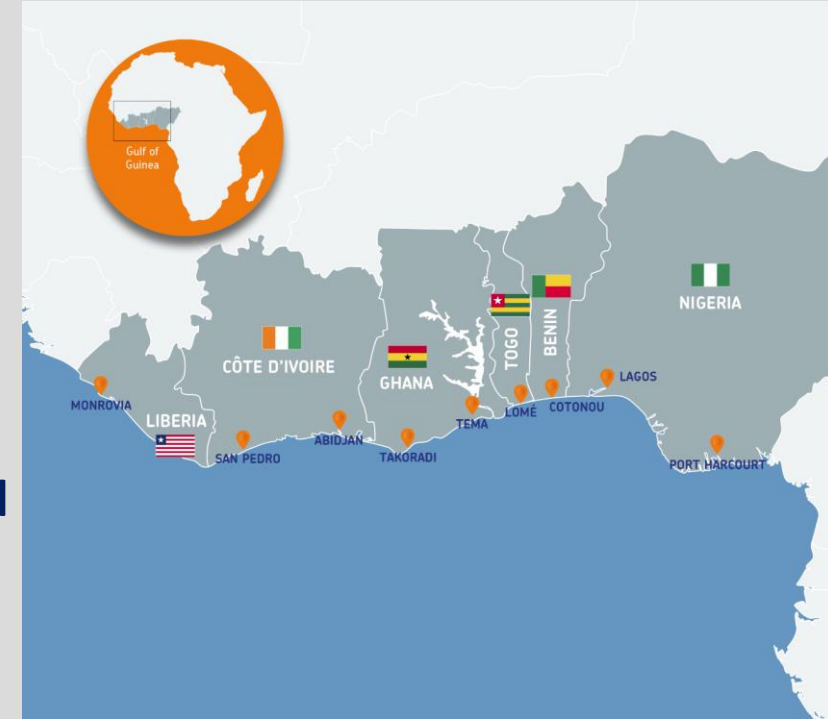 Gulf of
Guinea
NIGERIA
TOGO
BENIN
CÔTE D'IVOIRE
GHANA
LAGOS
MONROVIA
LIBERIA
TEMA
LOMÉ
COTONOU
ABIDJAN
SAN PEDRO
TAKORADI
PORT HARCOURT